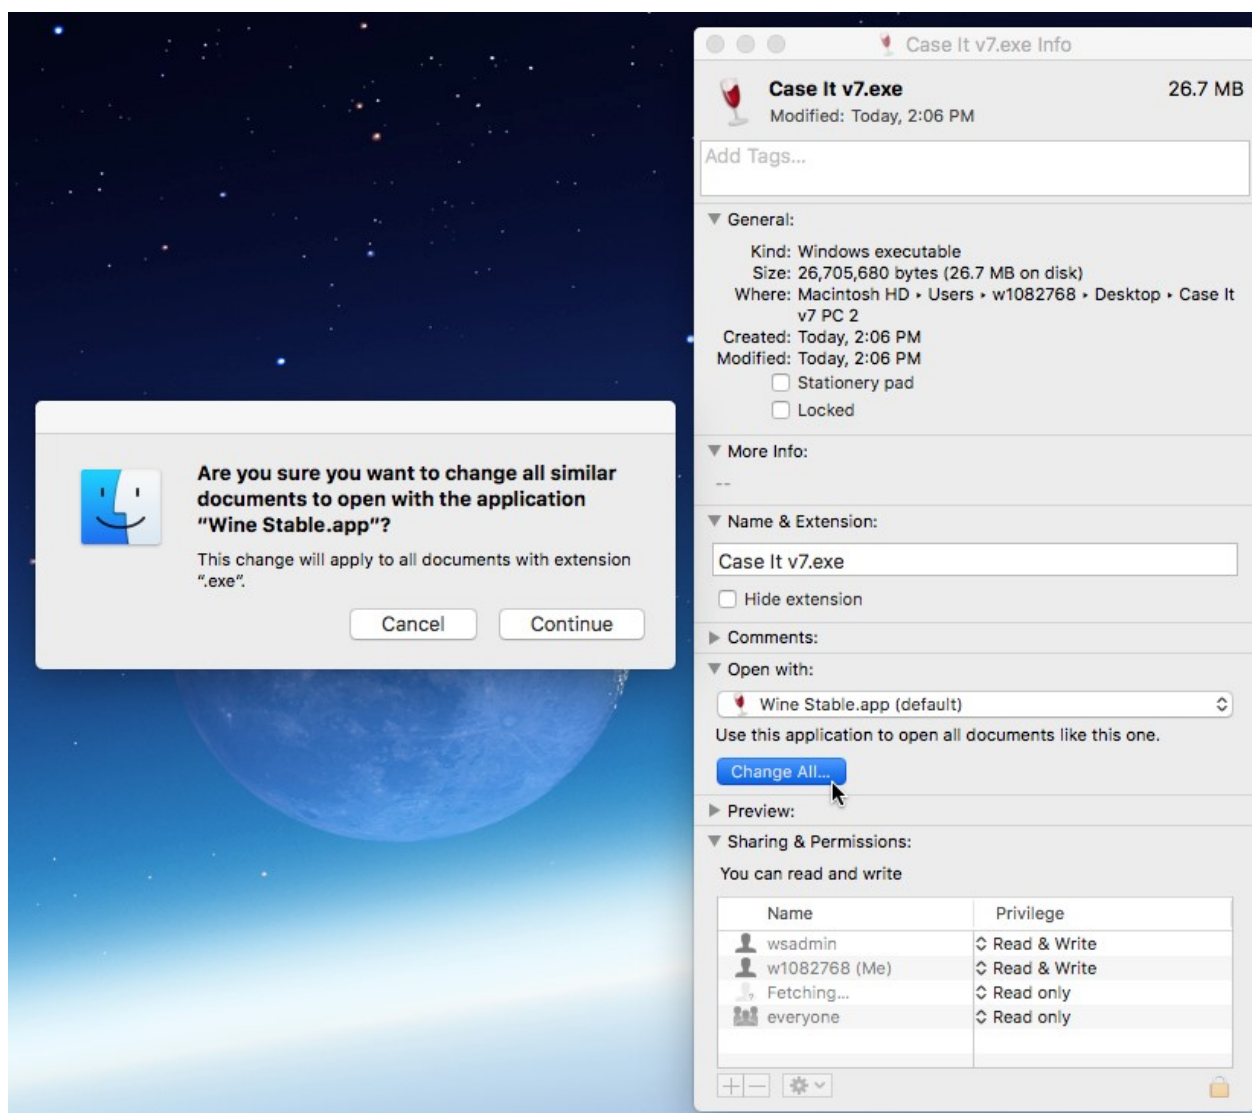 Case It v7.exe Info
Case It v7.exe 26.7 MB
Modified: Today, 2:06 PM
Add Tags...
General:
Kind: Windows executable
Size: 26,705,680 bytes (26.7 MB on disk)
Where: Macintosh HD ▸ Users ▸ w1082768 ▸ Desktop ▸ Case It
v7 PC 2
Created: Today, 2:06 PM
Modified: Today, 2:06 PM
Stationery pad
Locked
More Info:
--
Name & Extension:
Case It v7.exe
Hide extension
Comments:
Open with:
Wine Stable.app (default)
Use this application to open all documents like this one.
Change All...
Preview:
Sharing & Permissions:
You can read and write
Name Privilege
wsadmin Read & Write
w1082768 (Me) Read & Write
Fetching... Read only
everyone Read only
Are you sure you want to change all similar
documents to open with the application
“Wine Stable.app”?
This change will apply to all documents with extension
“.exe”.
Cancel Continue